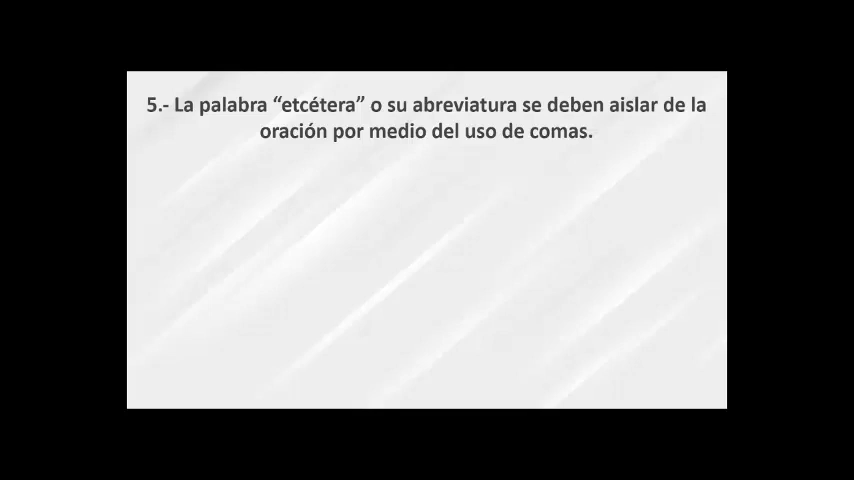 5.- La palabra “etcétera” o su abreviatura se deben aislar de la
oración por medio del uso de comas.